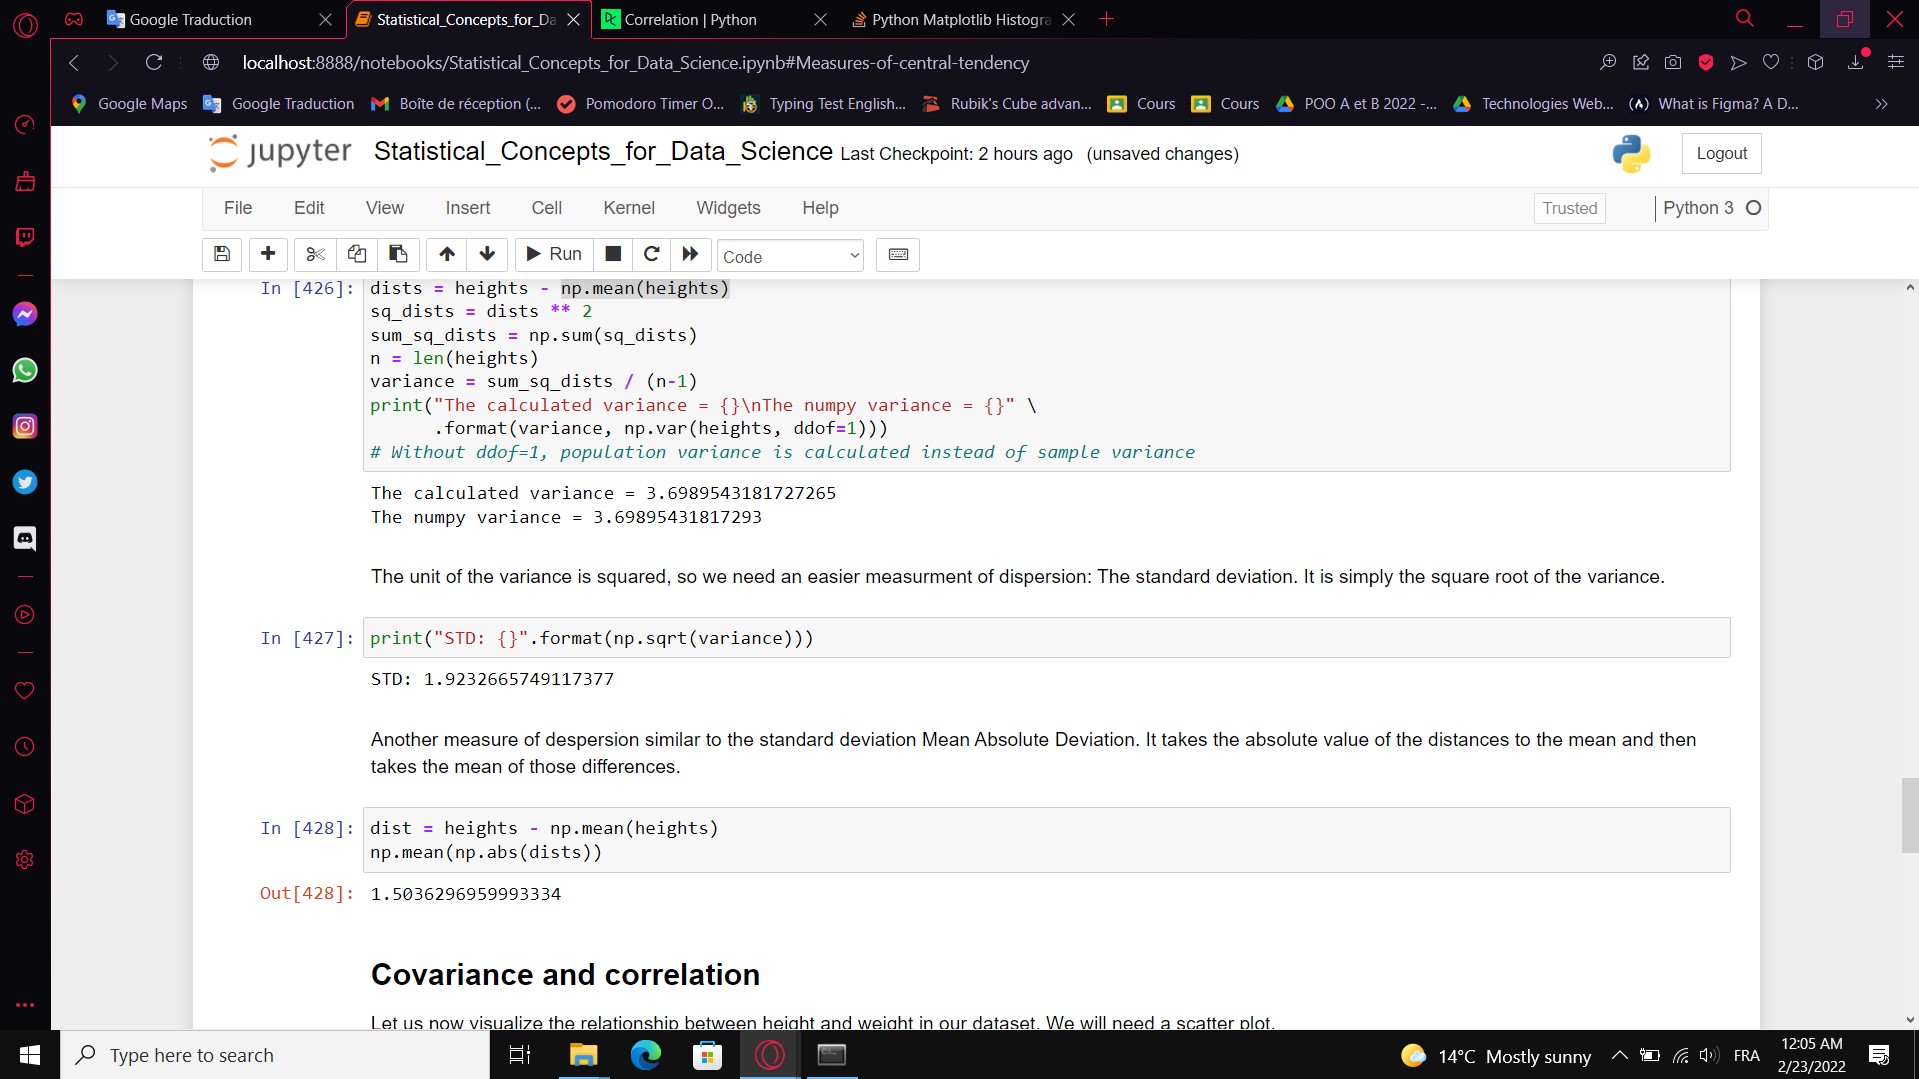 Google Traduction
Statistical_Concepts_for_Da
Correlation | Python
Python Matplotlib Histogra
localhost:8888/notebooks/Statistical_Concepts_for_Data_Science.ipynb#Measures-of-central-tendency
Google Maps
Google Traduction
Boîte de réception (...
Pomodoro Timer O...
Typing Test English...
Rubik's Cube advan...
Cours
Cours
POO A et B 2022 -...
Technologies Web...
What is Figma? A D...
jupyter Statistical_Concepts_for_Data_Science Last Checkpoint: 2 hours ago (unsaved changes)
Logout
File Edit View Insert Cell Kernel Widgets Help
Trusted
Python 3
Run
Code
In [426]: dists = heights - np.mean(heights)
sq_dists = dists ** 2
sum_sq_dists = np.sum(sq_dists)
n = len(heights)
variance = sum_sq_dists / (n-1)
print("The calculated variance = {}\nThe numpy variance = {}" \
.format(variance, np.var(heights, ddof=1)))
# Without ddof=1, population variance is calculated instead of sample variance
The calculated variance = 3.6989543181727265
The numpy variance = 3.69895431817293
The unit of the variance is squared, so we need an easier measurment of dispersion: The standard deviation. It is simply the square root of the variance.
In [427]: print("STD: {}".format(np.sqrt(variance)))
STD: 1.9232665749117377
Another measure of despersion similar to the standard deviation Mean Absolute Deviation. It takes the absolute value of the distances to the mean and then
takes the mean of those differences.
In [428]: dist = heights - np.mean(heights)
np.mean(np.abs(dists))
Out[428]: 1.5036296959993334
Covariance and correlation
Let us now visualize the relationship between height and weight in our dataset. We will need a scatter plot.
Type here to search
14°C Mostly sunny
FRA
12:05 AM
2/23/2022